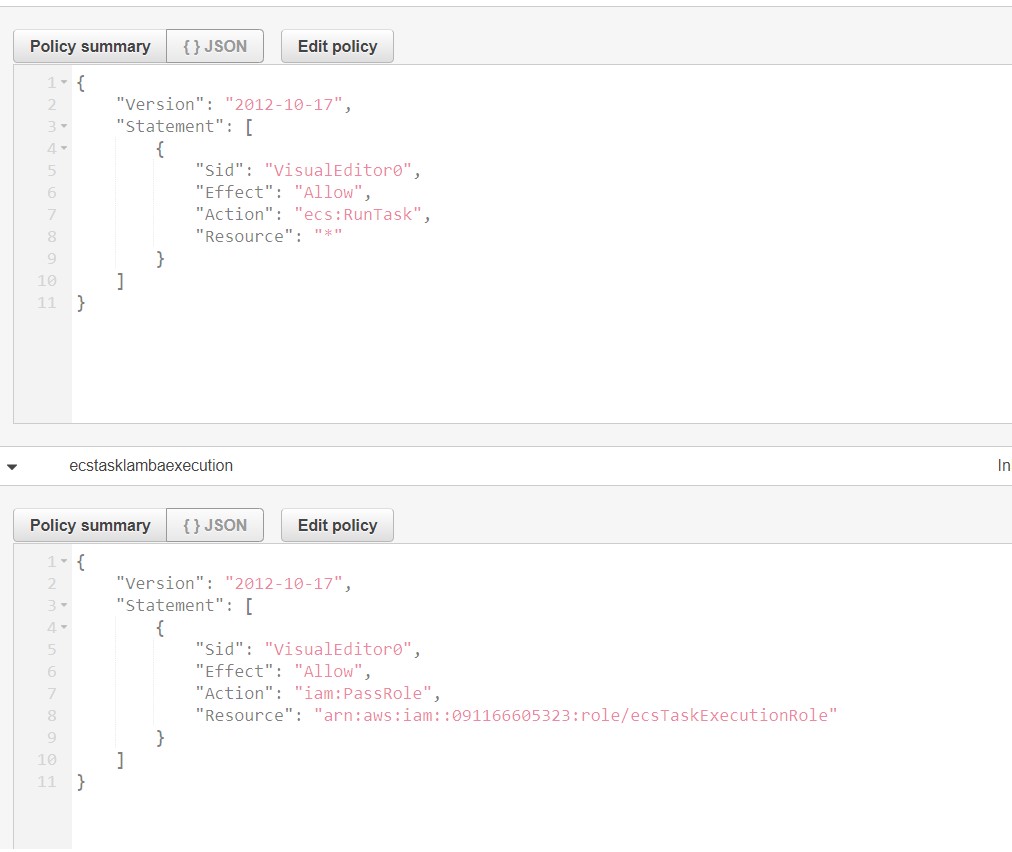 Policy summary { } JSON Edit policy
1 {
2 "Version": "2012-10-17",
3 "Statement": [
4 {
5 "Sid": "VisualEditor0",
6 "Effect": "Allow",
7 "Action": "ecs:RunTask",
8 "Resource": "*"
9 }
10 ]
11 }
ecstasklambaexecution In
Policy summary { } JSON Edit policy
1 {
2 "Version": "2012-10-17",
3 "Statement": [
4 {
5 "Sid": "VisualEditor0",
6 "Effect": "Allow",
7 "Action": "iam:PassRole",
8 "Resource": "arn:aws:iam::091166605323:role/ecsTaskExecutionRole"
9 }
10 ]
11 }